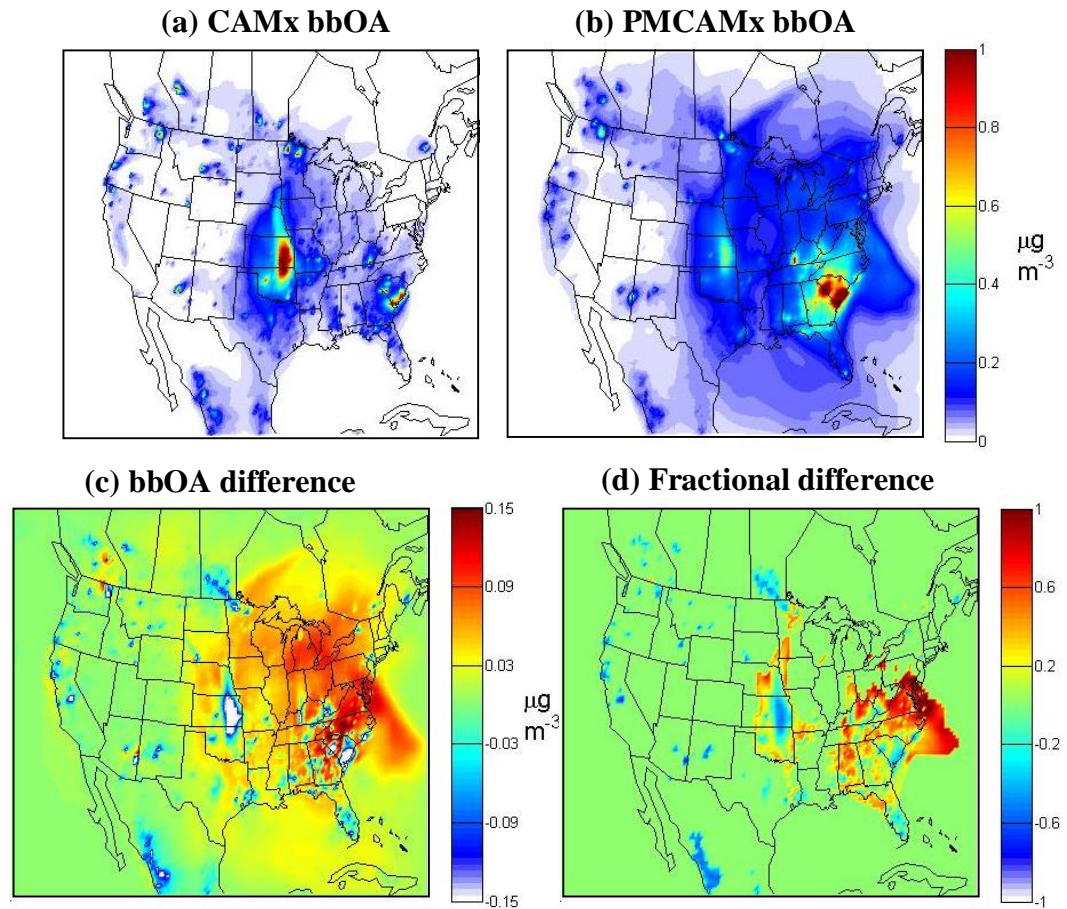 (a) CAMx bbOA
(b) PMCAMx bbOA
1
0.8
0.6
0.4
0.2
0
μg
m-3
(c) bbOA difference
(d) Fractional difference
0.15
0.09
0.03
-0.03
-0.09
-0.15
μg
m-3
1
0.6
0.2
-0.2
-0.6
-1